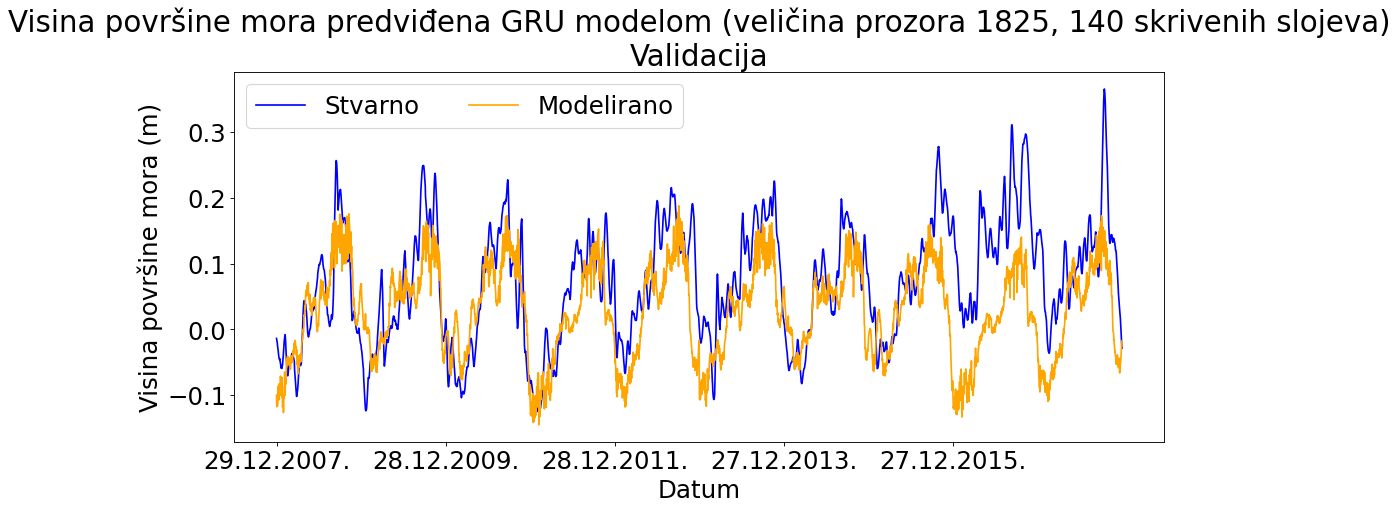 Visina površine mora predviđena GRU modelom (veličina prozora 1825, 140 skrivenih slojeva)
Validacija
Stvarno
Modelirano
Visina površine mora (m)
0.3
0.2
0.1
0.0
−0.1
29.12.2007.
28.12.2009.
28.12.2011.
27.12.2013.
27.12.2015.
Datum